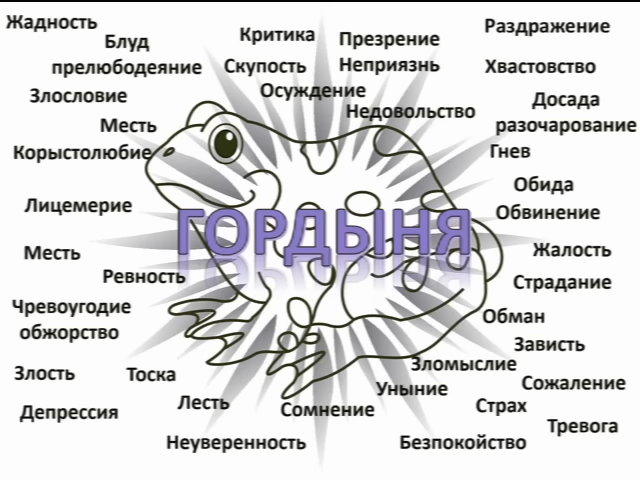 Жадность
Блуд
прелюбодеяние
Критика
Презрение
Раздражение
Скупость
Неприязнь
Хвастовство
Злословие
Осуждение
Недовольство
Досада
разочарование
Месть
Корыстолюбие
Гнев
Обида
Лицемерие
ГОРДЫНЯ
Обвинение
Месть
Жалость
Ревность
Страдание
Чревоугодие
обжорство
Обман
Зависть
Злость
Тоска
Зломыслие
Уныние
Сожаление
Депрессия
Лесть
Сомнение
Страх
Тревога
Неуверенность
Безпокойство